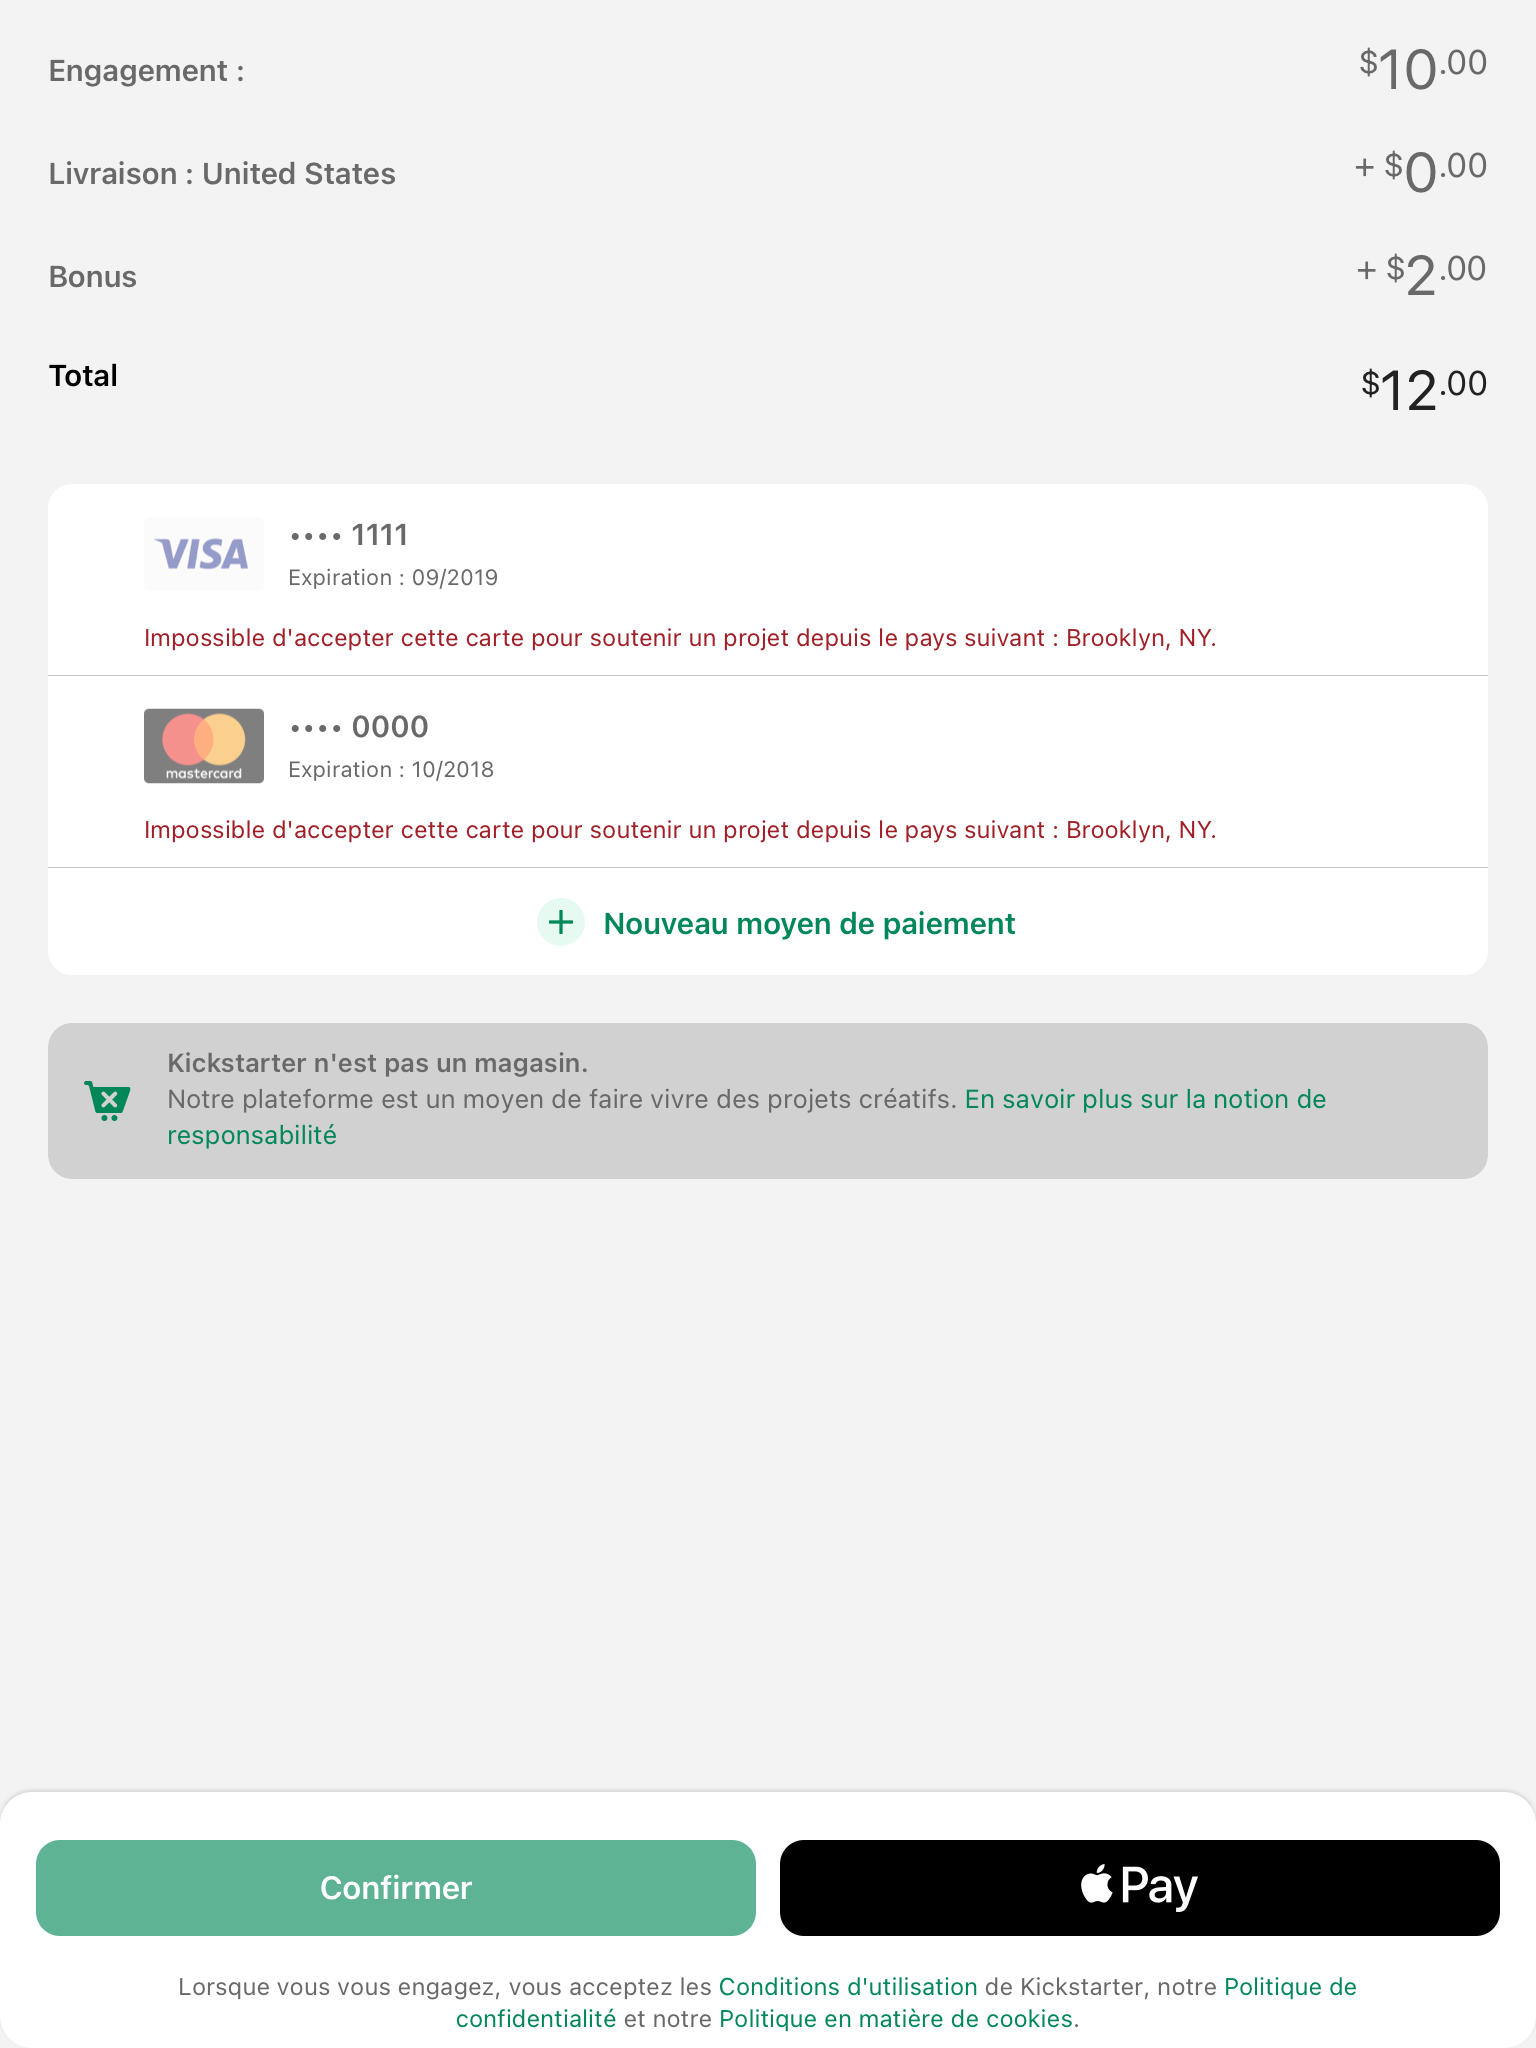 Engagement :
$10.00
Livraison : United States
+ $0.00
Bonus
+ $2.00
Total
$12.00
VISA
•••• 1111
Expiration : 09/2019
Impossible d'accepter cette carte pour soutenir un projet depuis le pays suivant : Brooklyn, NY.
mastercard
•••• 0000
Expiration : 10/2018
Impossible d'accepter cette carte pour soutenir un projet depuis le pays suivant : Brooklyn, NY.
Nouveau moyen de paiement
Kickstarter n'est pas un magasin.
Notre plateforme est un moyen de faire vivre des projets créatifs. En savoir plus sur la notion de
responsabilité
Confirmer
Pay
Lorsque vous vous engagez, vous acceptez les Conditions d'utilisation de Kickstarter, notre Politique de
confidentialité et notre Politique en matière de cookies.